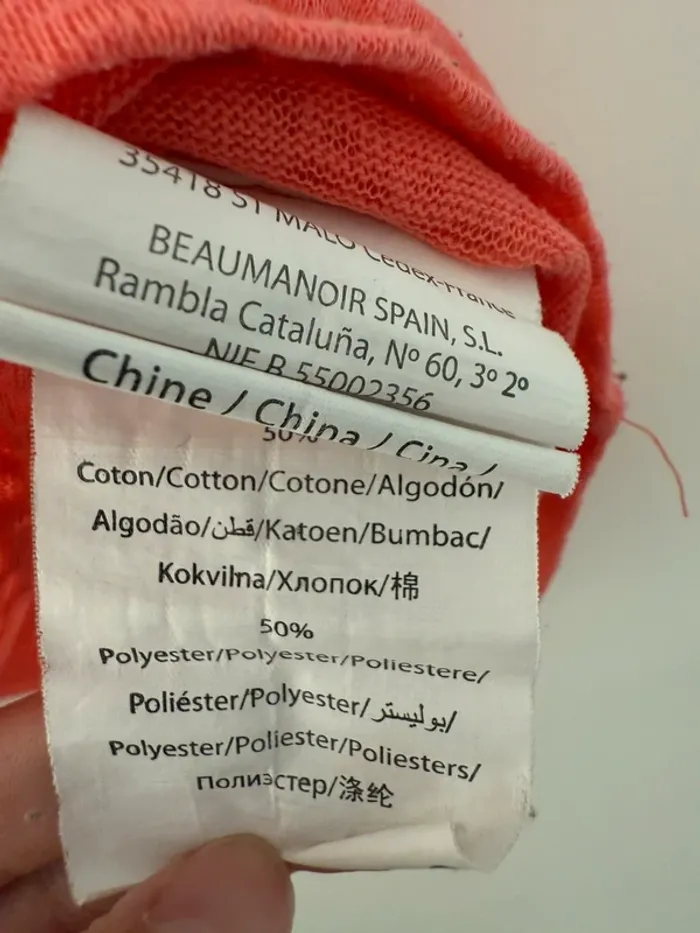 35418 ST MALO Cedex-France
BEAUMANOIR SPAIN, S.L.
Rambla Cataluña, Nº 60, 3º 2º
NIF B 55002356
Chine / China / Cina /
50%
Coton/Cotton/Cotone/Algodón/
Algodão/قطن/Katoen/Bumbac/
Kokvilna/Хлопок/棉
50%
Polyester/Polyester/Poliestere/
Poliéster/Polyester/بوليستر/
Polyester/Poliester/Poliesters/
Полиэстер/涤纶